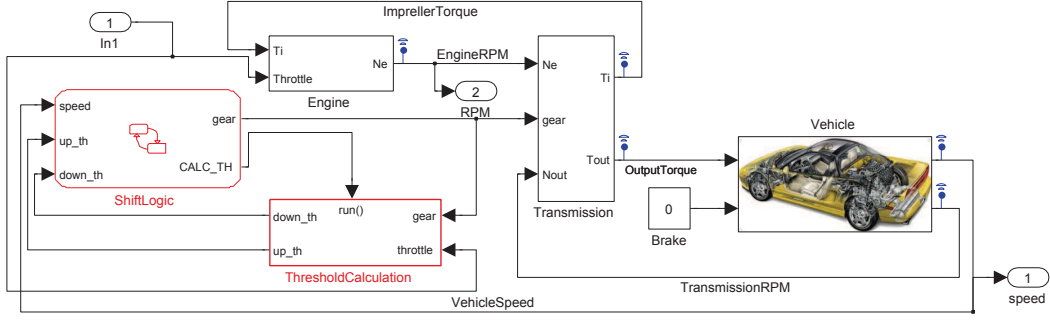 ImprellerTorque
1
In1
Ti
Throttle
Ne
Engine
EngineRPM
2
RPM
Ne
gear
Nout
Ti
Tout
Transmission
speed
up_th
down_th
gear
CALC_TH
ShiftLogic
run()
down_th
up_th
gear
throttle
ThresholdCalculation
OutputTorque
0
Brake
Vehicle
TransmissionRPM
VehicleSpeed
1
speed